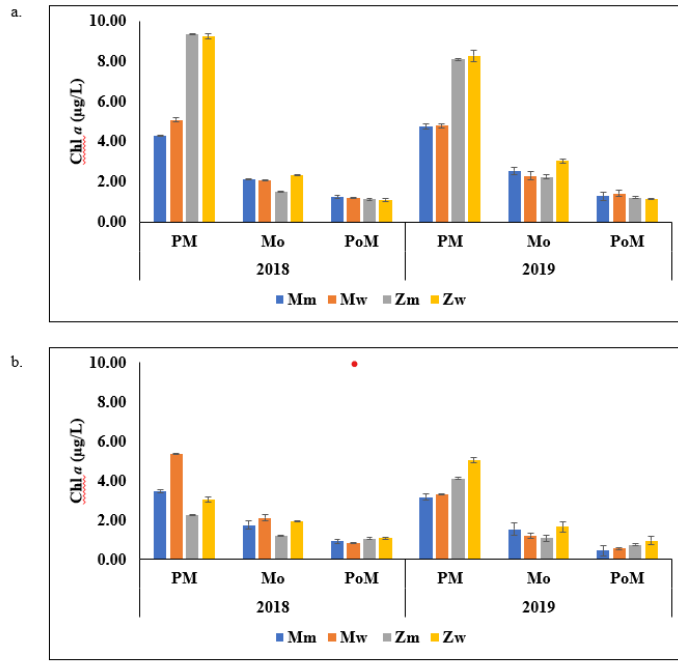 a.
10.00
8.00
6.00
4.00
2.00
0.00
Chl a (µg/L)
PM Mo PoM PM Mo PoM
2018 2019
Mm Mw Zm Zw
b.
10.00
8.00
6.00
4.00
2.00
0.00
Chl a (µg/L)
PM Mo PoM PM Mo PoM
2018 2019
Mm Mw Zm Zw